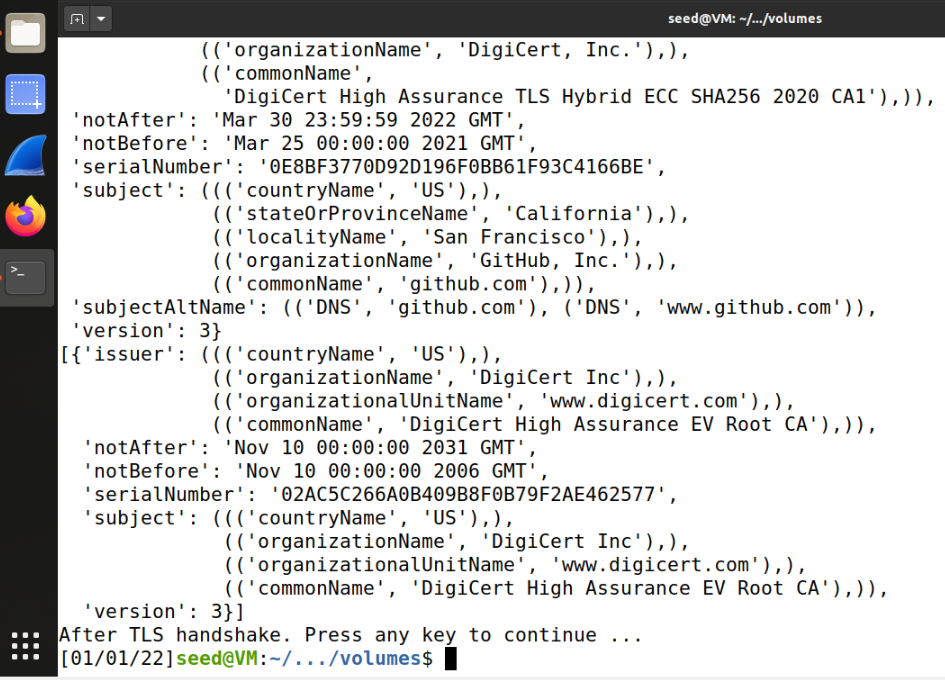 seed@VM: ~/.../volumes
(('organizationName', 'DigiCert, Inc.'),),
(('commonName',
'DigiCert High Assurance TLS Hybrid ECC SHA256 2020 CA1'),)),
'notAfter': 'Mar 30 23:59:59 2022 GMT',
'notBefore': 'Mar 25 00:00:00 2021 GMT',
'serialNumber': '0E8BF3770D92D196F0BB61F93C4166BE',
'subject': ((('countryName', 'US'),),
(('stateOrProvinceName', 'California'),),
(('localityName', 'San Francisco'),),
(('organizationName', 'GitHub, Inc.'),),
(('commonName', 'github.com'),)),
'subjectAltName': (('DNS', 'github.com'), ('DNS', 'www.github.com')),
'version': 3}
[{'issuer': ((('countryName', 'US'),),
(('organizationName', 'DigiCert Inc'),),
(('organizationalUnitName', 'www.digicert.com'),),
(('commonName', 'DigiCert High Assurance EV Root CA'),)),
'notAfter': 'Nov 10 00:00:00 2031 GMT',
'notBefore': 'Nov 10 00:00:00 2006 GMT',
'serialNumber': '02AC5C266A0B409B8F0B79F2AE462577',
'subject': ((('countryName', 'US'),),
(('organizationName', 'DigiCert Inc'),),
(('organizationalUnitName', 'www.digicert.com'),),
(('commonName', 'DigiCert High Assurance EV Root CA'),)),
'version': 3}]
After TLS handshake. Press any key to continue ...
[01/01/22]seed@VM:~/.../volumes$